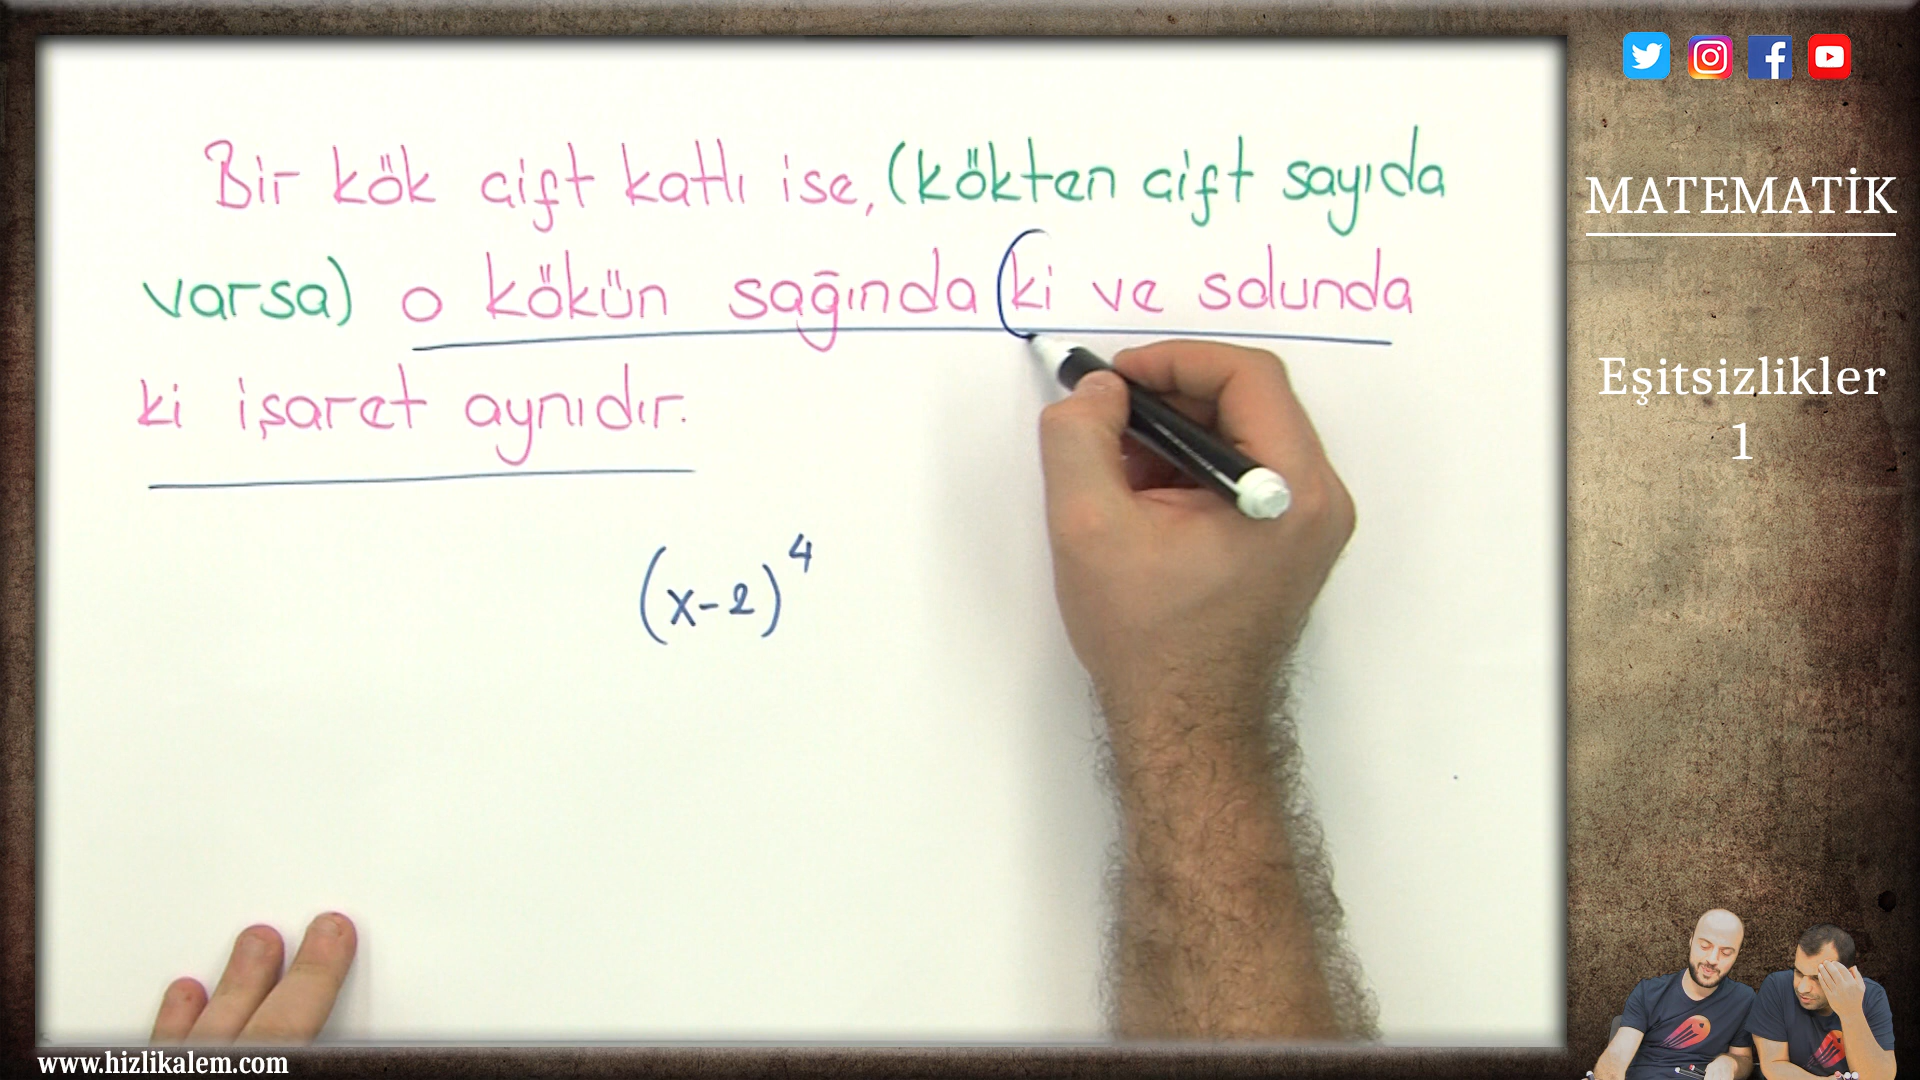 Bir kök çift katlı ise, (kökten çift sayıda
varsa) o kökün sağında(ki ve solunda
ki işaret aynıdır.
(x-2)⁴
MATEMATİK
Eşitsizlikler
1
www.hizlikalem.com